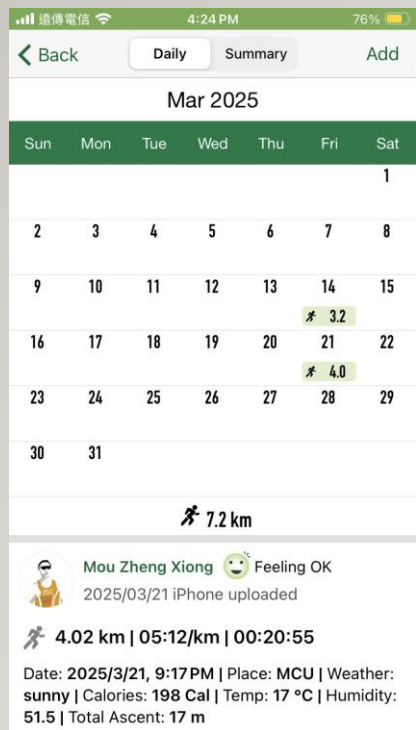 遠傳電信 4:24 PM 76%
Back Daily Summary Add
Mar 2025
Sun Mon Tue Wed Thu Fri Sat
1
2 3 4 5 6 7 8
9 10 11 12 13 14 15
3.2
16 17 18 19 20 21 22
4.0
23 24 25 26 27 28 29
30 31
7.2 km
Mou Zheng Xiong Feeling OK
2025/03/21 iPhone uploaded
4.02 km | 05:12/km | 00:20:55
Date: 2025/3/21, 9:17 PM | Place: MCU | Weather:
sunny | Calories: 198 Cal | Temp: 17 °C | Humidity:
51.5 | Total Ascent: 17 m